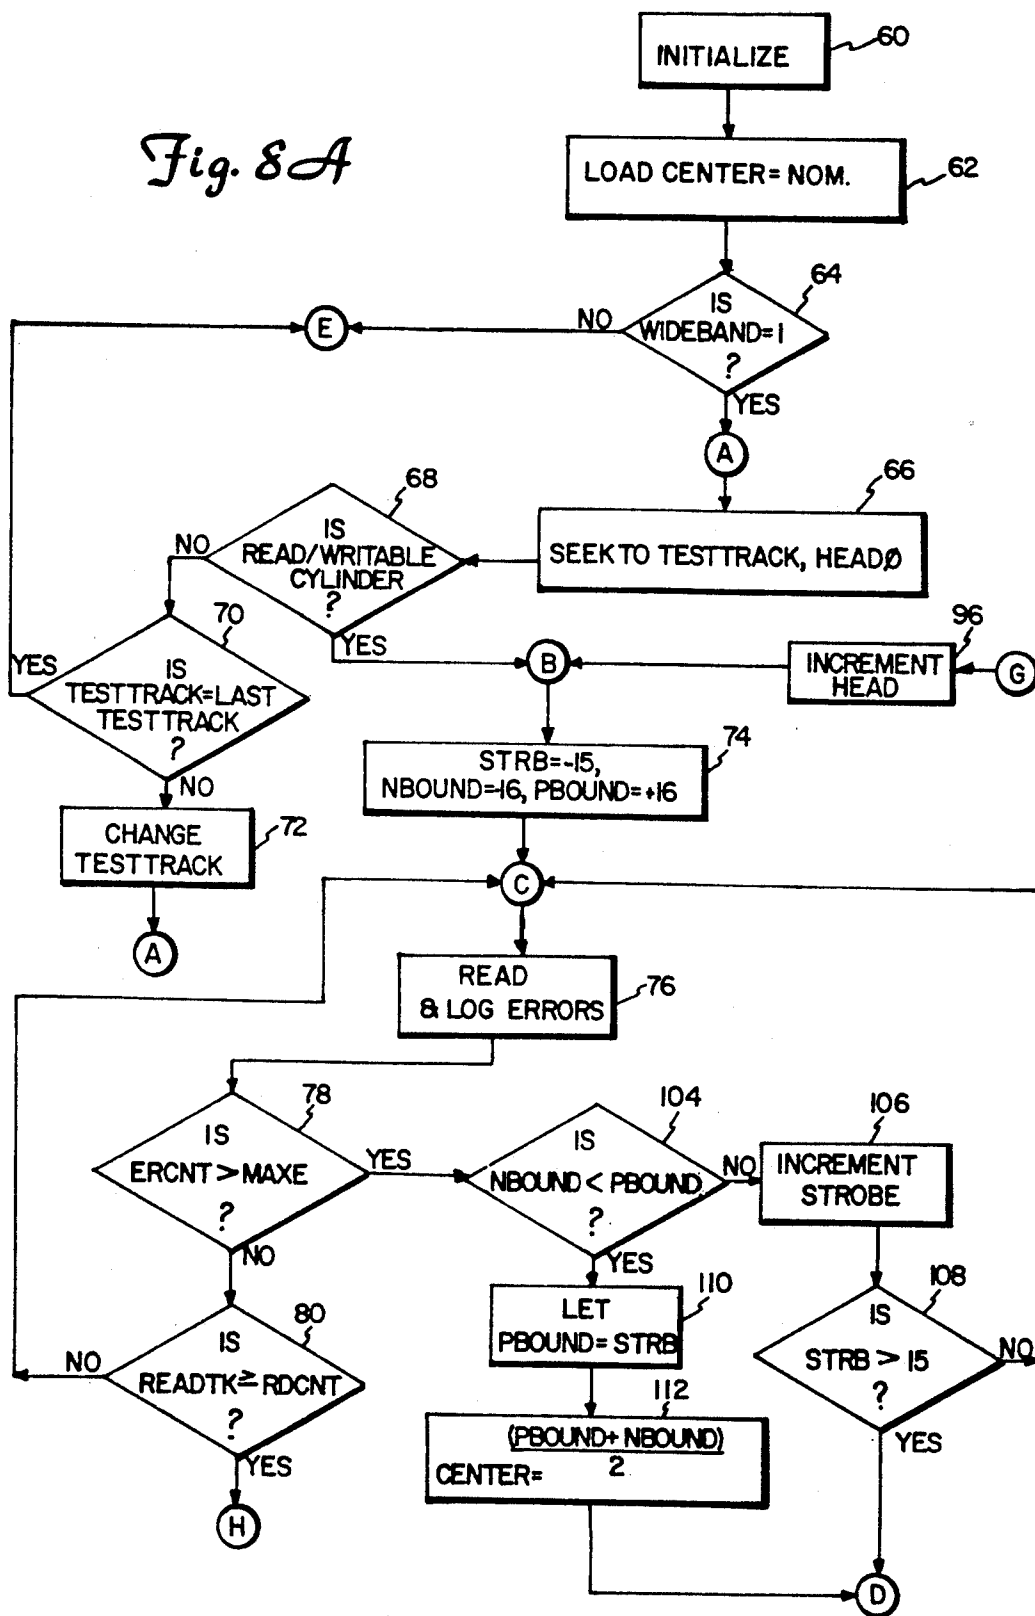 Fig. 8A
INITIALIZE
60
LOAD CENTER = NOM.
62
64
IS
WIDEBAND=1
?
NO
E
YES
A
66
SEEK TO TESTTRACK, HEADØ
68
IS
READ/WRITABLE
CYLINDER
?
NO
YES
70
IS
TESTTRACK=LAST
TESTTRACK
?
YES
NO
B
96
INCREMENT
HEAD
G
74
STRB=-15,
NBOUND=-16, PBOUND=+16
CHANGE
TESTTRACK
72
A
C
READ
& LOG ERRORS
76
78
IS
ERCNT > MAXE
?
YES
NO
104
IS
NBOUND < PBOUND
?
NO
YES
106
INCREMENT
STROBE
80
IS
READTK ≥ RDCNT
?
NO
YES
H
110
LET
PBOUND = STRB
108
IS
STRB > 15
?
NO
YES
112
(PBOUND+ NBOUND)
CENTER=
2
D